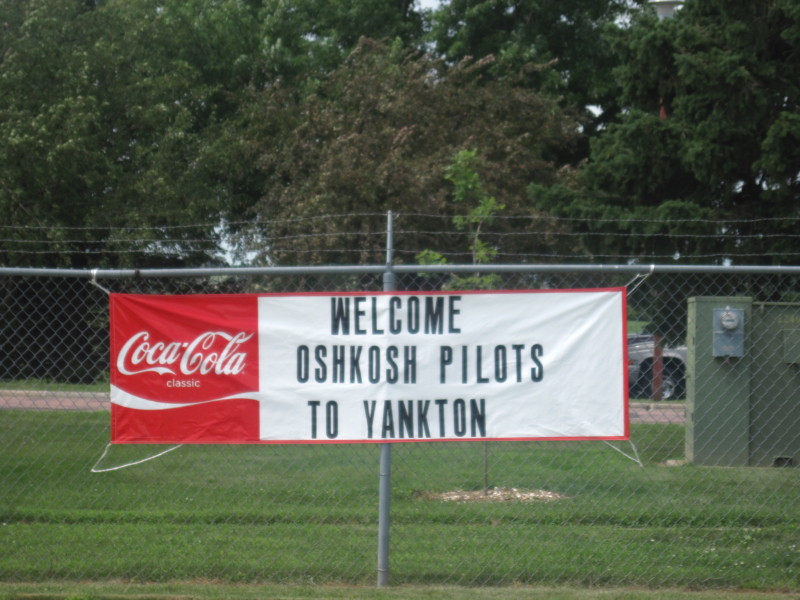 Coca-Cola
classic
WELCOME
OSHKOSH PILOTS
TO YANKTON